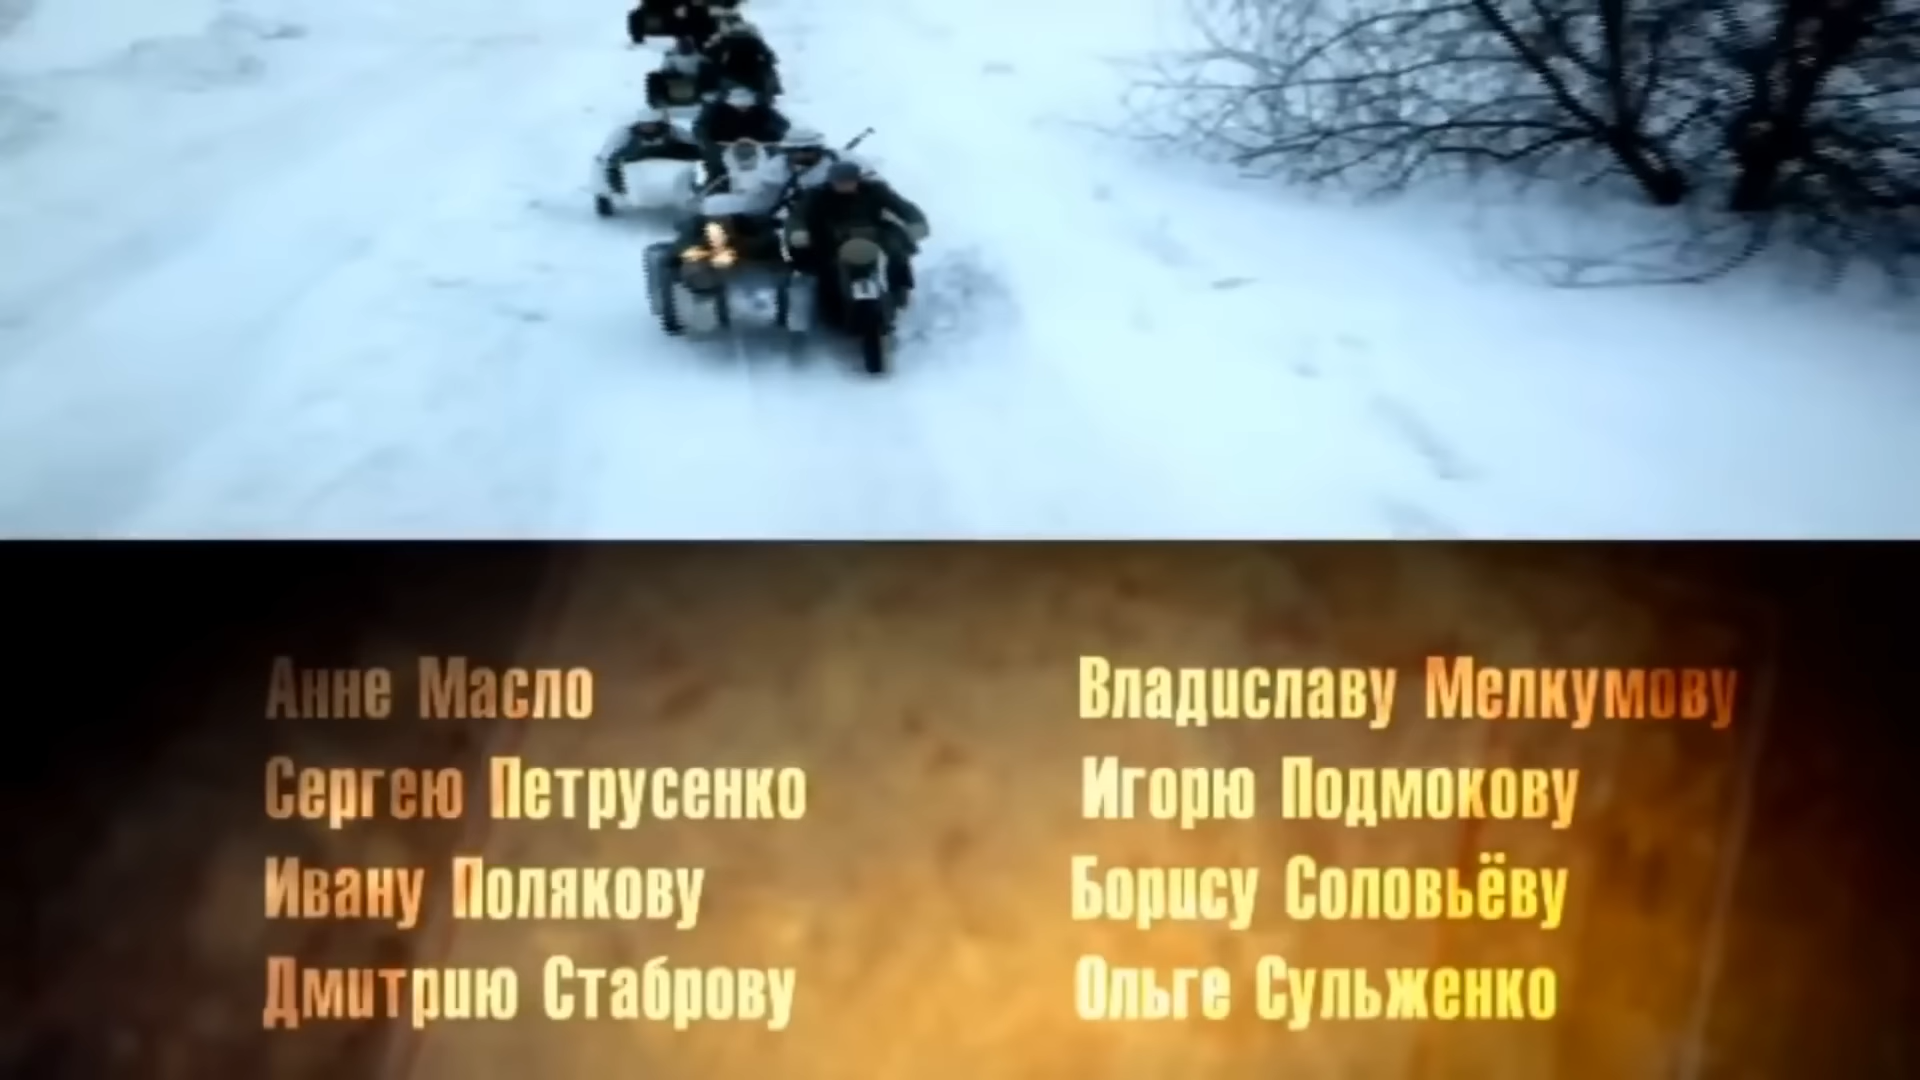 Анне Масло
Владиславу Мелкумову
Сергею Петрусенко
Игорю Подмокову
Ивану Полякову
Борису Соловьёву
Дмитрию Стаброву
Ольге Сульженко